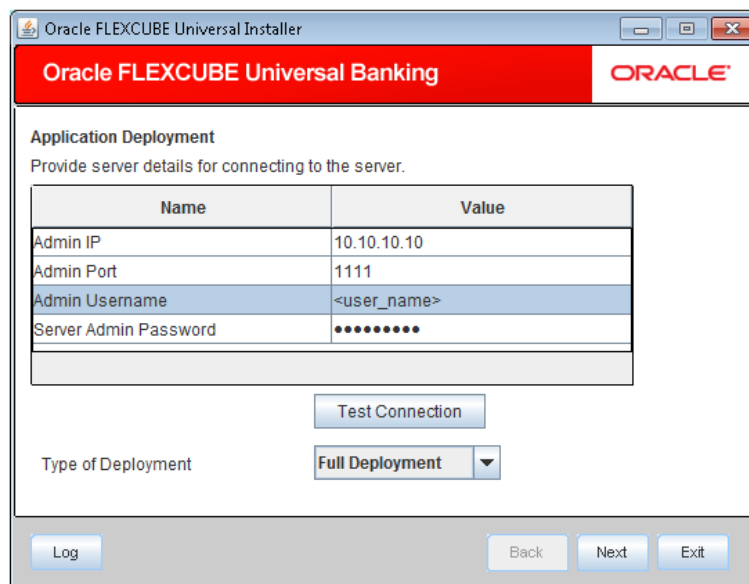 Oracle FLEXCUBE Universal Installer
Oracle FLEXCUBE Universal Banking
ORACLE
Application Deployment
Provide server details for connecting to the server.
Name Value
Admin IP 10.10.10.10
Admin Port 1111
Admin Username <user_name>
Server Admin Password •••••••••
Test Connection
Type of Deployment Full Deployment
Log Back Next Exit